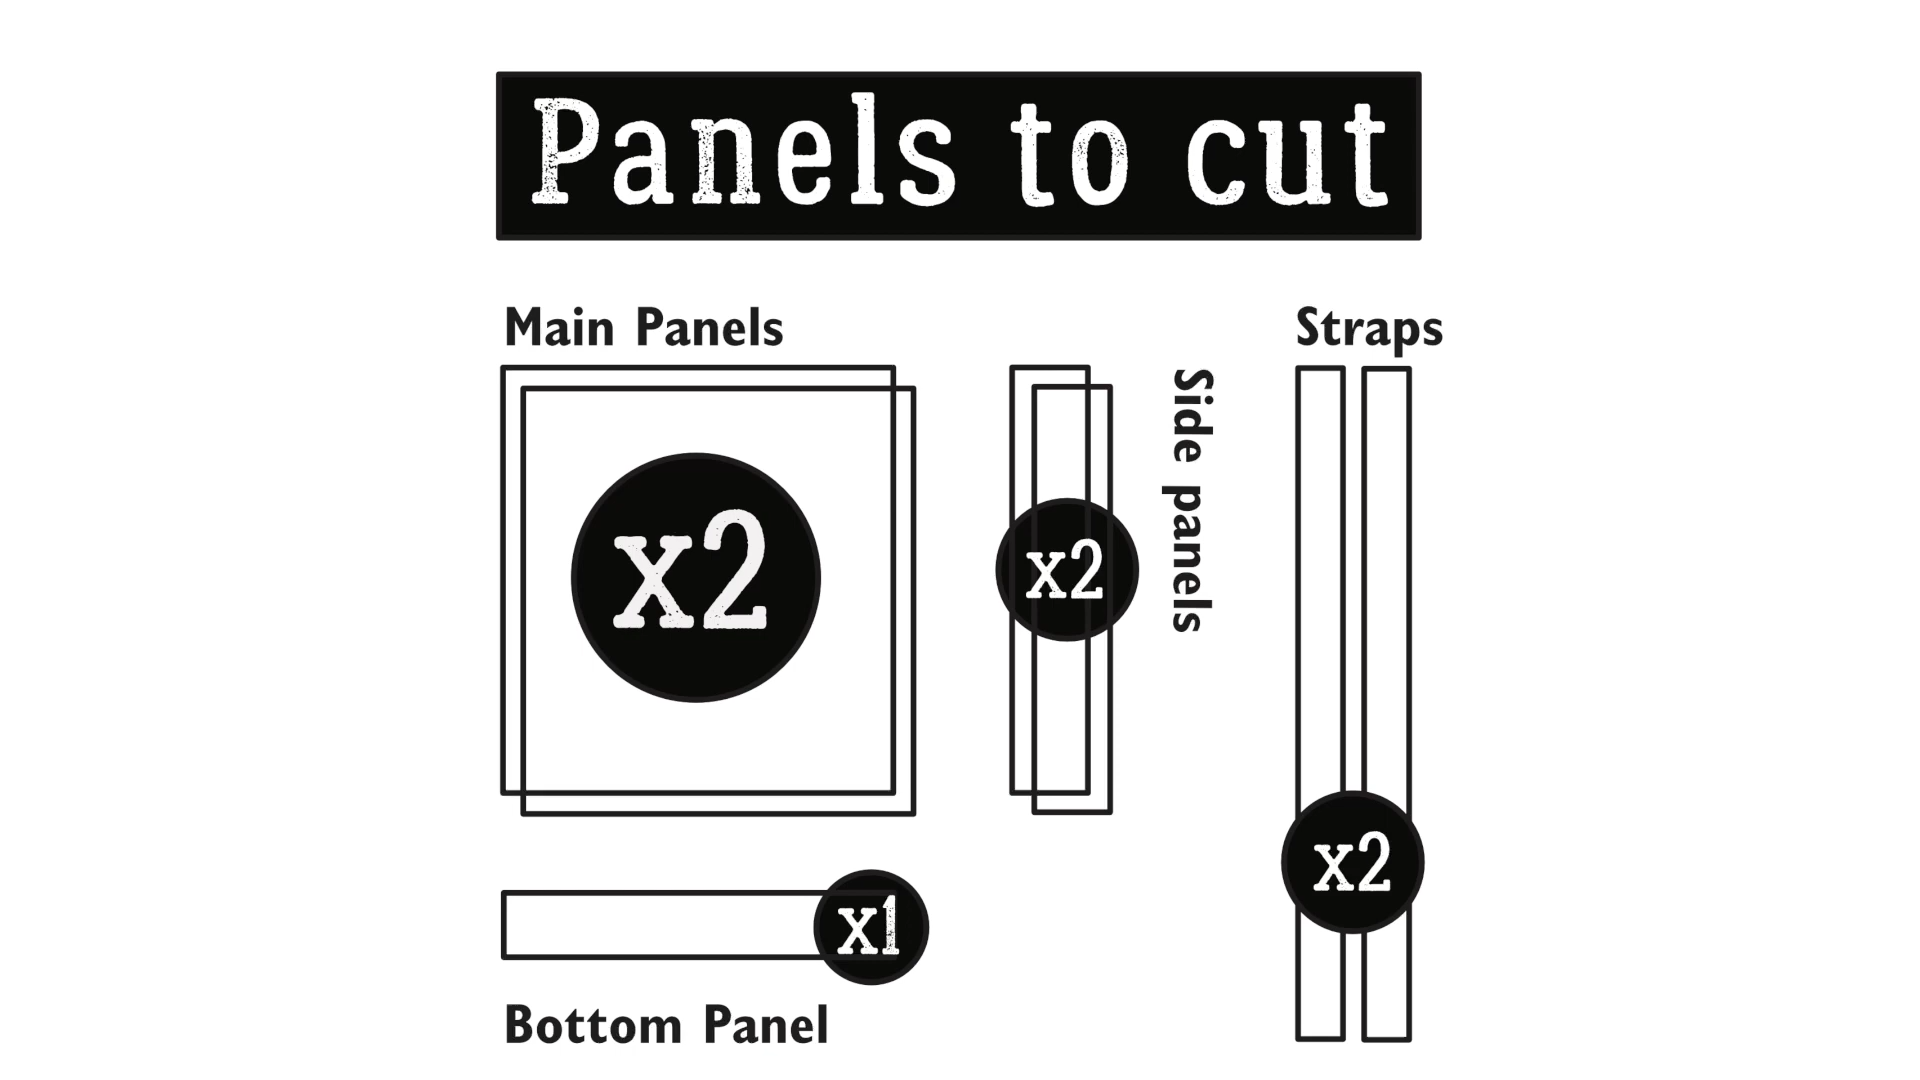 Panels to cut
Main Panels
x2
x2
Side panels
Straps
x2
x1
Bottom Panel